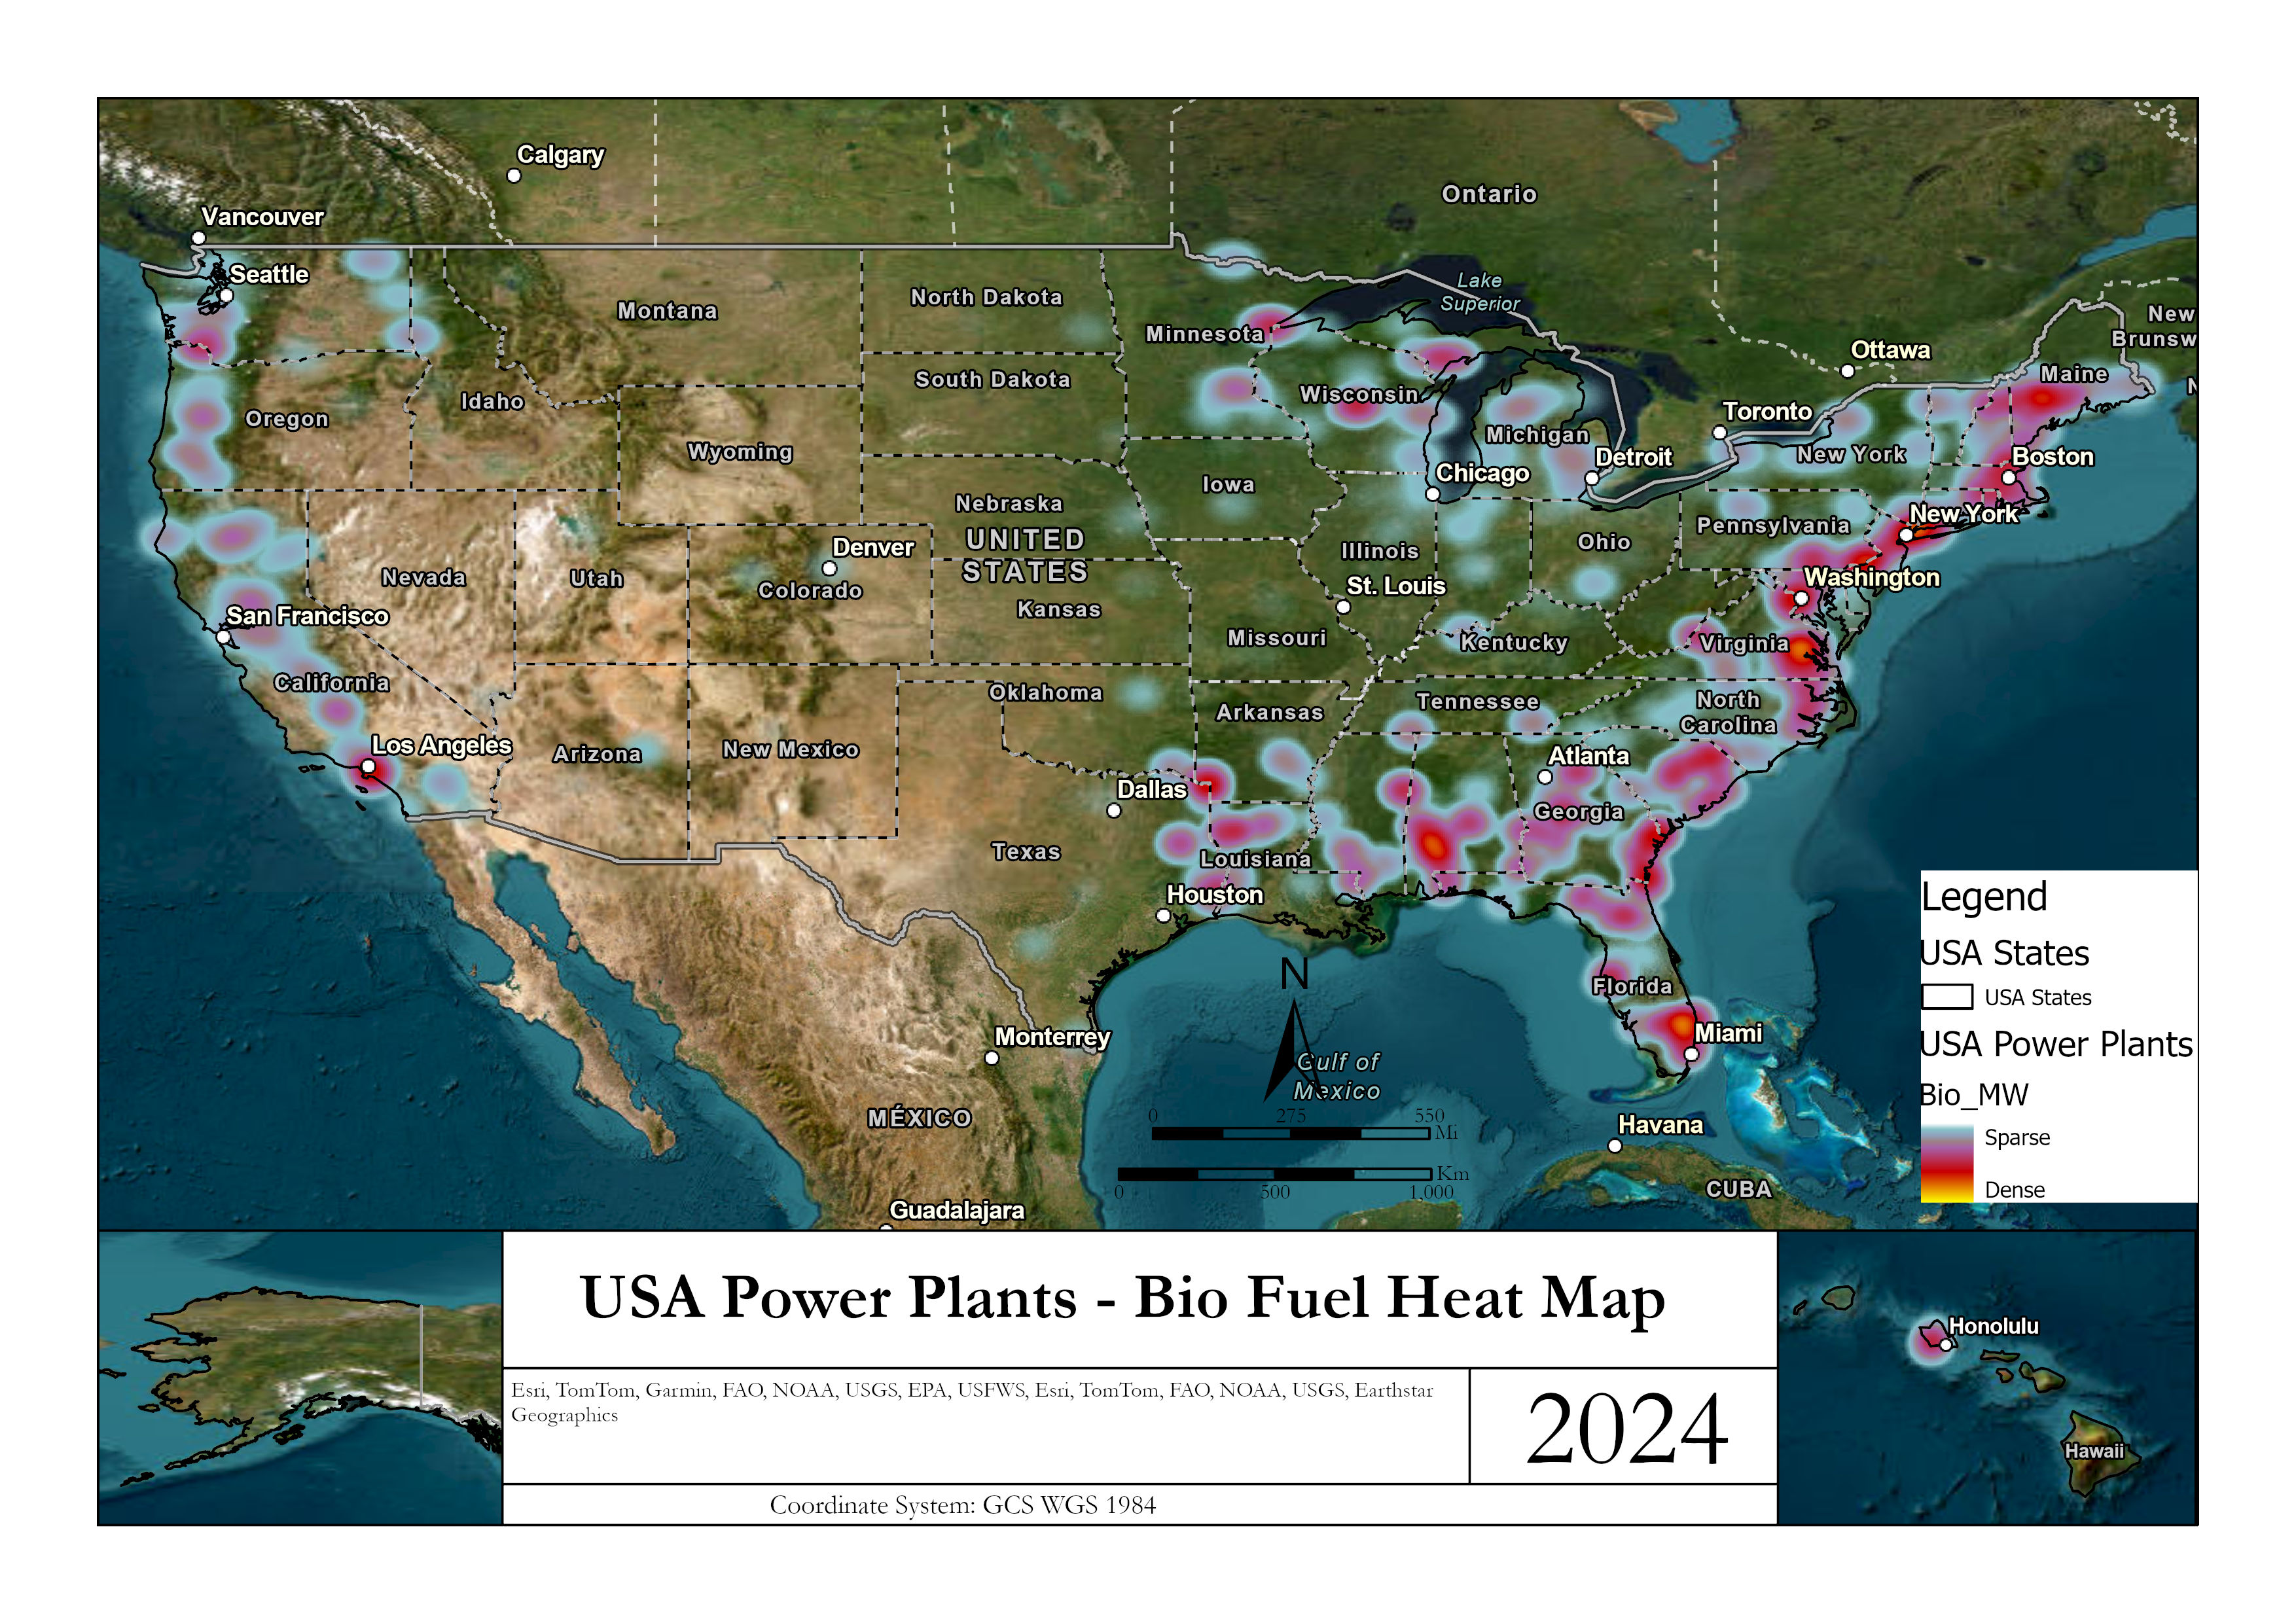 Calgary
Vancouver
Seattle
Ontario
Lake
Superior
Montana
North Dakota
Minnesota
New
Brunsw
Ottawa
Maine
South Dakota
Wisconsin
Idaho
Oregon
Toronto
Michigan
Wyoming
New York
Boston
Detroit
Chicago
Iowa
Nebraska
New York
Pennsylvania
UNITED
STATES
Denver
Illinois
Ohio
Nevada
Utah
Colorado
Washington
St. Louis
Kansas
San Francisco
Missouri
Kentucky
Virginia
California
Oklahoma
Tennessee
North
Carolina
Arkansas
Los Angeles
Arizona
New Mexico
Atlanta
Dallas
Georgia
Texas
Louisiana
Houston
Florida
Miami
Monterrey
Gulf of
Mexico
MÉXICO
Havana
CUBA
Guadalajara
N
0 275 550
Mi
Km
0 500 1,000
Legend
USA States
USA States
USA Power Plants
Bio_MW
Sparse
Dense
USA Power Plants - Bio Fuel Heat Map
Esri, TomTom, Garmin, FAO, NOAA, USGS, EPA, USFWS, Esri, TomTom, FAO, NOAA, USGS, Earthstar
Geographics
2024
Coordinate System: GCS WGS 1984
Honolulu
Hawaii